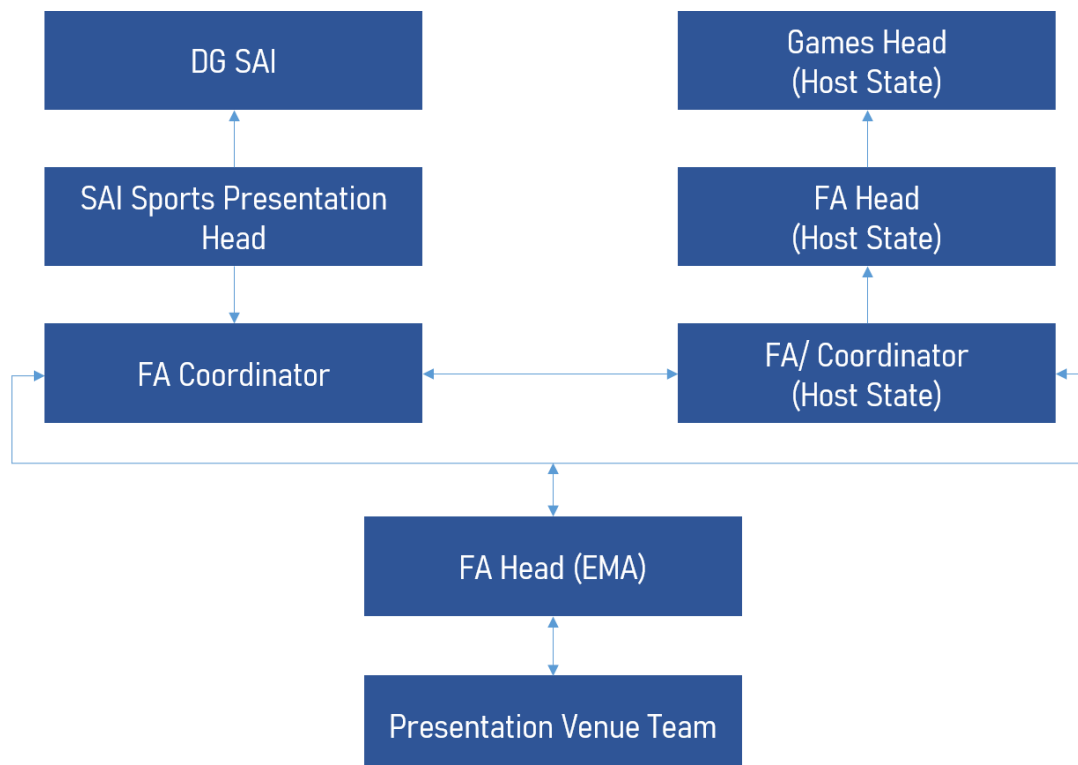 DG SAI
Games Head
(Host State)
SAI Sports Presentation
Head
FA Head
(Host State)
FA Coordinator
FA/ Coordinator
(Host State)
FA Head (EMA)
Presentation Venue Team